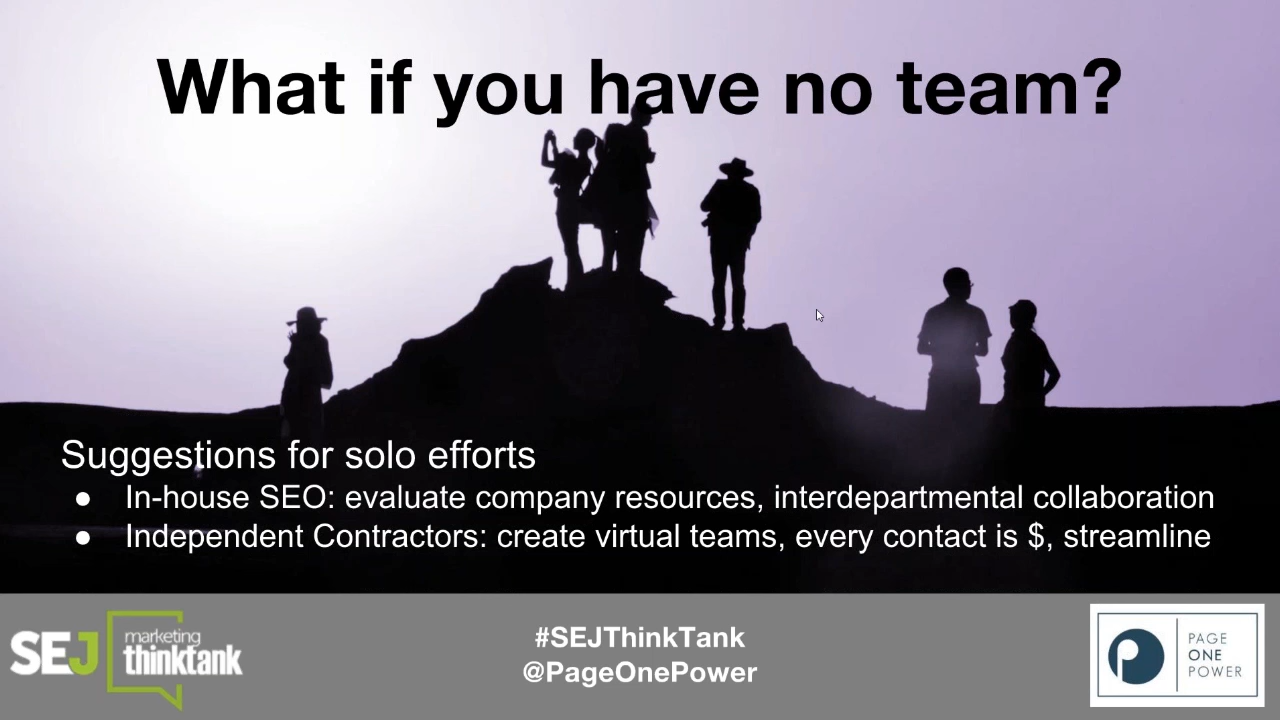 What if you have no team?
Suggestions for solo efforts
● In-house SEO: evaluate company resources, interdepartmental collaboration
● Independent Contractors: create virtual teams, every contact is $, streamline
SEJ
marketing
thinktank
#SEJThinkTank
@PageOnePower
PAGE
ONE
POWER